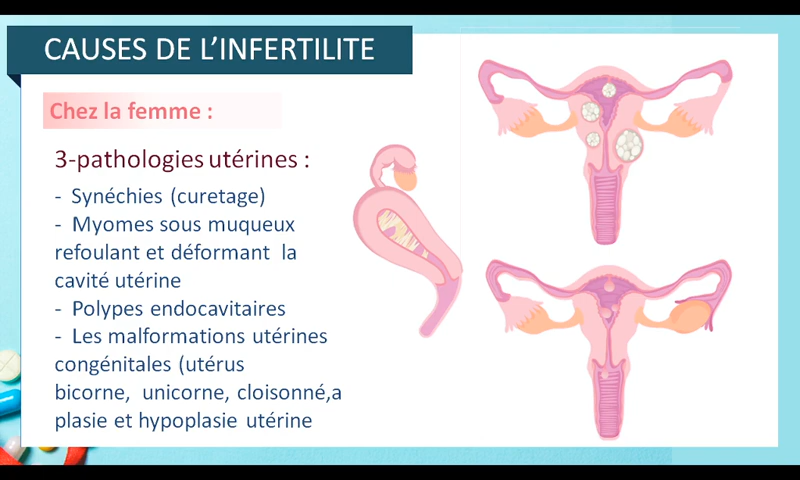 CAUSES DE L’INFERTILITE
Chez la femme :
3-pathologies utérines :
- Synéchies (curetage)
- Myomes sous muqueux
refoulant et déformant la
cavité utérine
- Polypes endocavitaires
- Les malformations utérines
congénitales (utérus
bicorne, unicorne, cloisonné,a
plasie et hypoplasie utérine